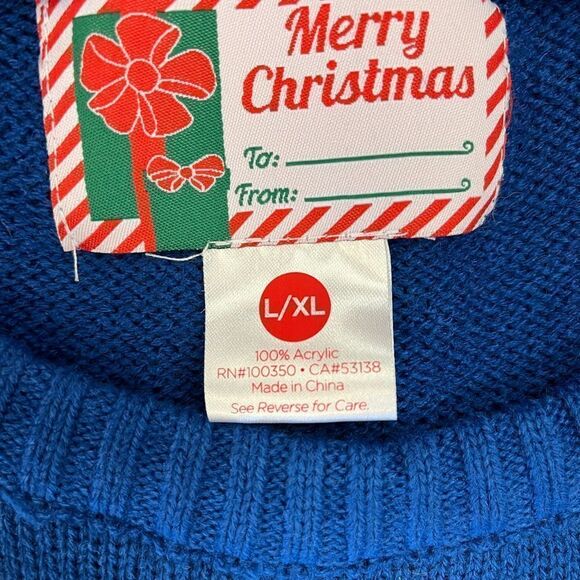 Merry
Christmas
To:
From:
L/XL
100% Acrylic
RN#100350 • CA#53138
Made in China
See Reverse for Care.